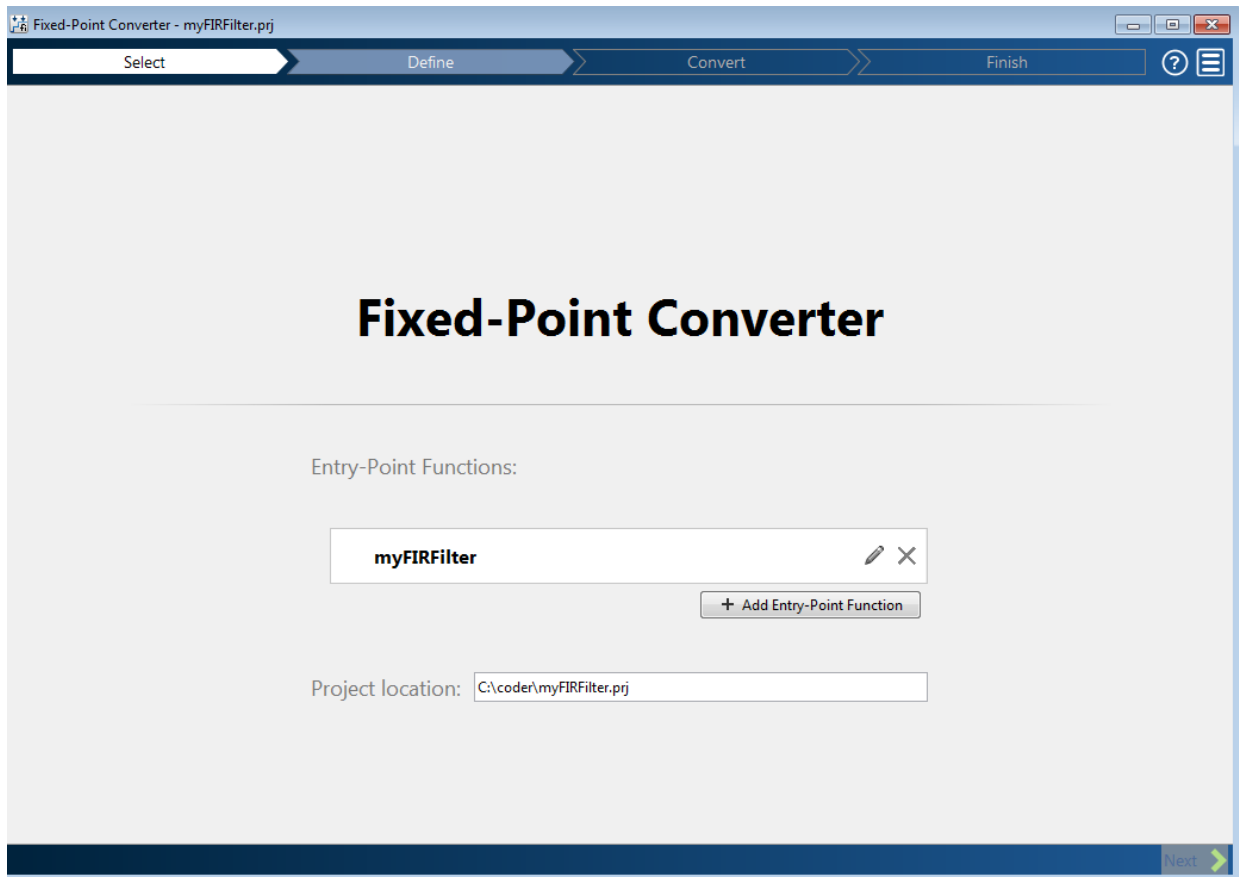 Fixed-Point Converter - myFIRFilter.prj
Select Define Convert Finish
Fixed-Point Converter
Entry-Point Functions:
myFIRFilter
+ Add Entry-Point Function
Project location: C:\coder\myFIRFilter.prj
Next